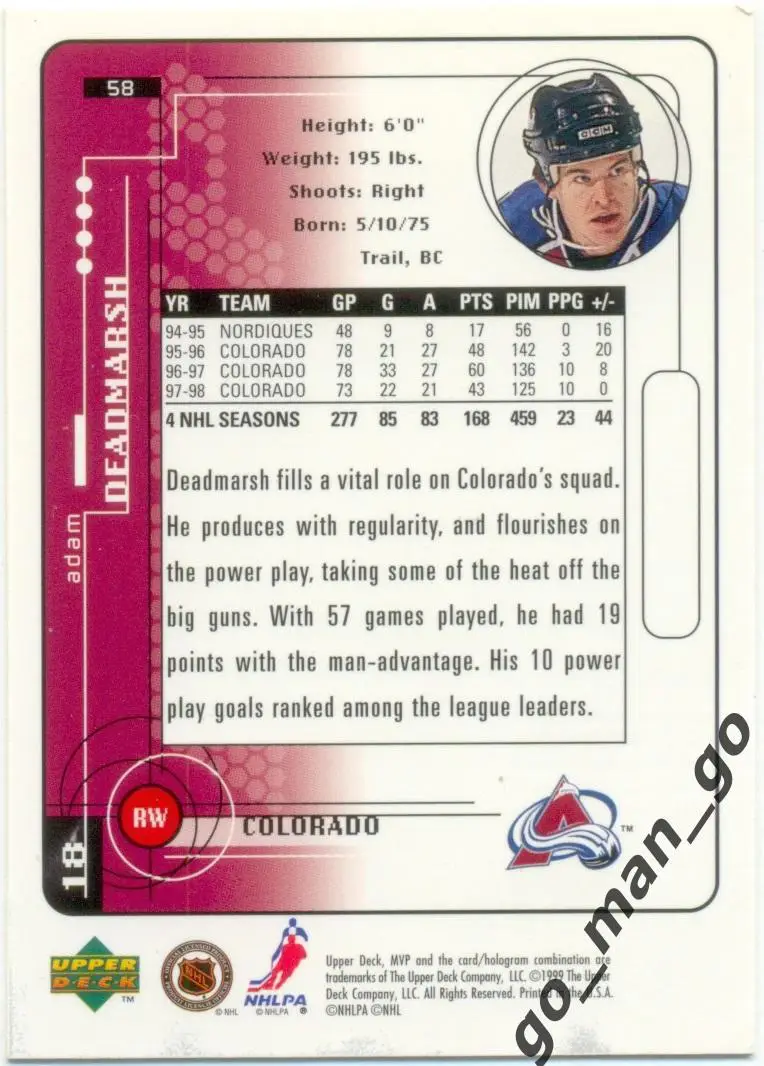 58
Height: 6'0"
Weight: 195 lbs.
Shoots: Right
Born: 5/10/75
Trail, BC
CCM
adam
DEADMARSH
YR TEAM GP G A PTS PIM PPG +/-
94-95 NORDIQUES 48 9 8 17 56 0 16
95-96 COLORADO 78 21 27 48 142 3 20
96-97 COLORADO 78 33 27 60 136 10 8
97-98 COLORADO 73 22 21 43 125 10 0
4 NHL SEASONS 277 85 83 168 459 23 44
Deadmarsh fills a vital role on Colorado's squad.
He produces with regularity, and flourishes on
the power play, taking some of the heat off the
big guns. With 57 games played, he had 19
points with the man-advantage. His 10 power
play goals ranked among the league leaders.
18
RW
COLORADO
A
TM
UPPER
DECK
TM
NHL
© NHL
NHLPA
© NHLPA ®
Upper Deck, MVP and the card/hologram combination are
trademarks of The Upper Deck Company, LLC. ©1999 The Upper
Deck Company, LLC. All Rights Reserved. Printed in the U.S.A.
©NHLPA ©NHL
go_man_go